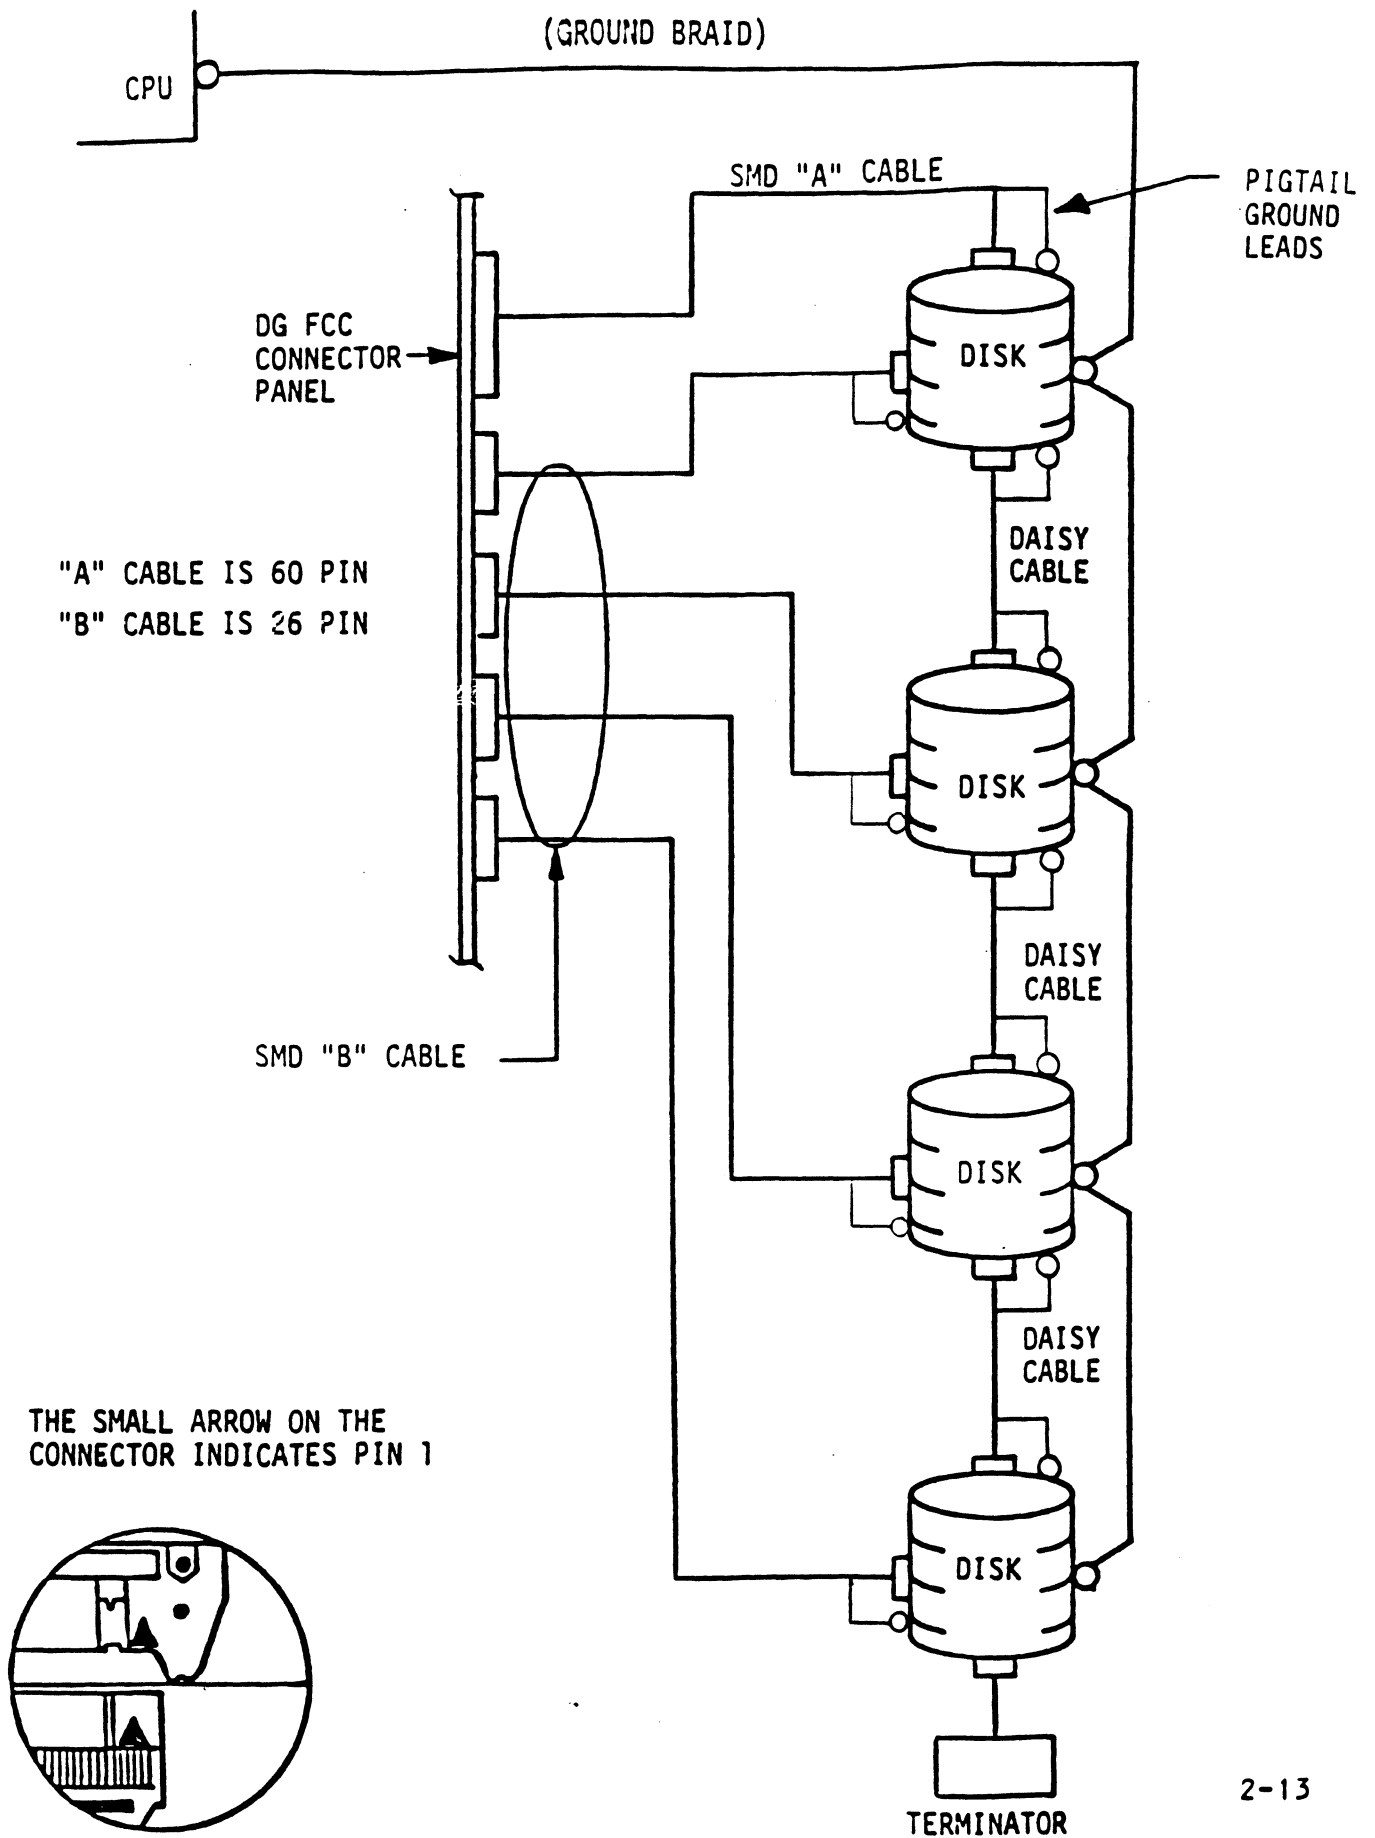 (GROUND BRAID)
CPU
SMD "A" CABLE
PIGTAIL
GROUND
LEADS
DG FCC
CONNECTOR
PANEL
DISK
DAISY
CABLE
"A" CABLE IS 60 PIN
"B" CABLE IS 26 PIN
DISK
DAISY
CABLE
SMD "B" CABLE
DISK
DAISY
CABLE
THE SMALL ARROW ON THE
CONNECTOR INDICATES PIN 1
DISK
TERMINATOR
2-13